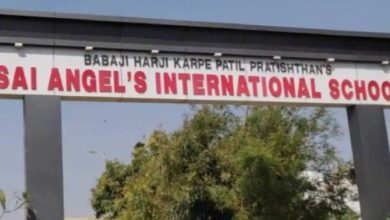 BABAJI HARJI KARPE PATIL PRATISHTHAN'S
SAI ANGEL'S INTERNATIONAL SCHOO